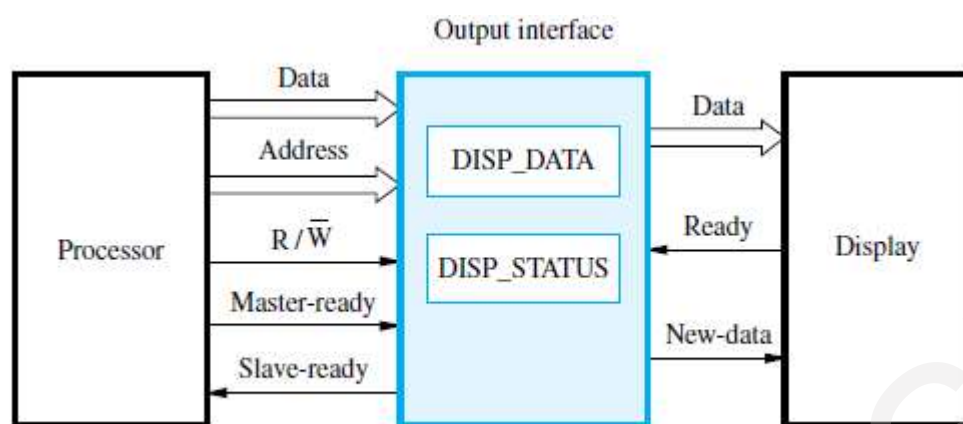 Output interface
Data
Data
Address
DISP_DATA
Processor
R / W̅
Ready
Display
DISP_STATUS
Master-ready
New-data
Slave-ready